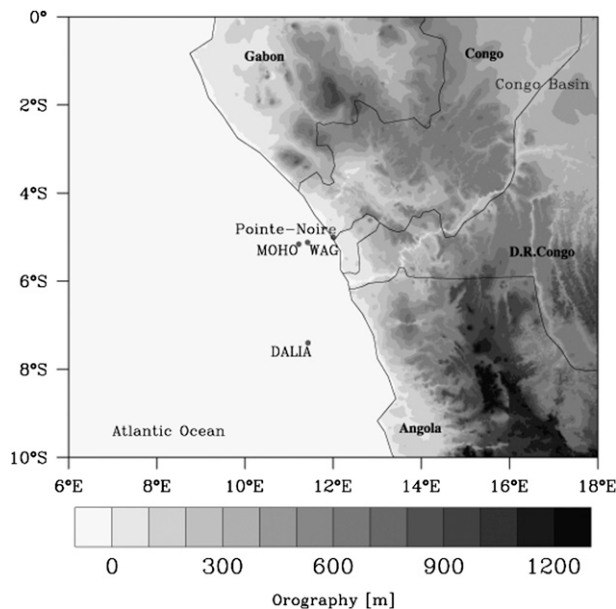 0°
Gabon
Congo
Congo Basin
2°S
4°S
Pointe-Noire
MOHO WAG
D.R.Congo
6°S
DALIA
8°S
Atlantic Ocean
Angola
10°S
6°E 8°E 10°E 12°E 14°E 16°E 18°E
0 300 600 900 1200
Orography [m]